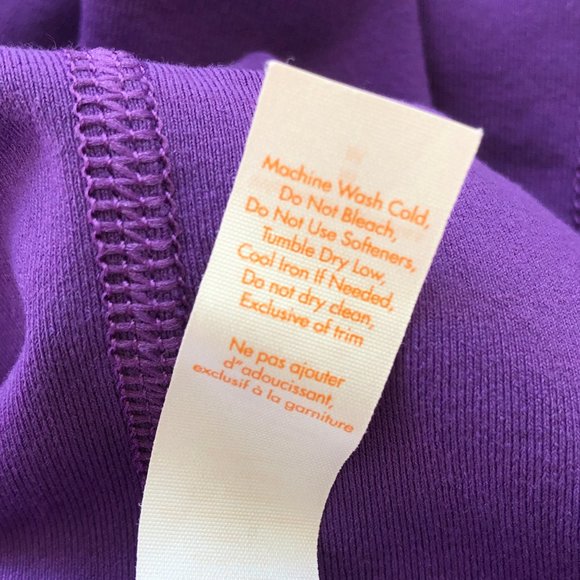 Machine Wash Cold,
Do Not Bleach,
Do Not Use Softeners,
Tumble Dry Low,
Cool Iron If Needed,
Do not dry clean,
Exclusive of trim
Ne pas ajouter
d"adoucissant,
exclusif à la garniture